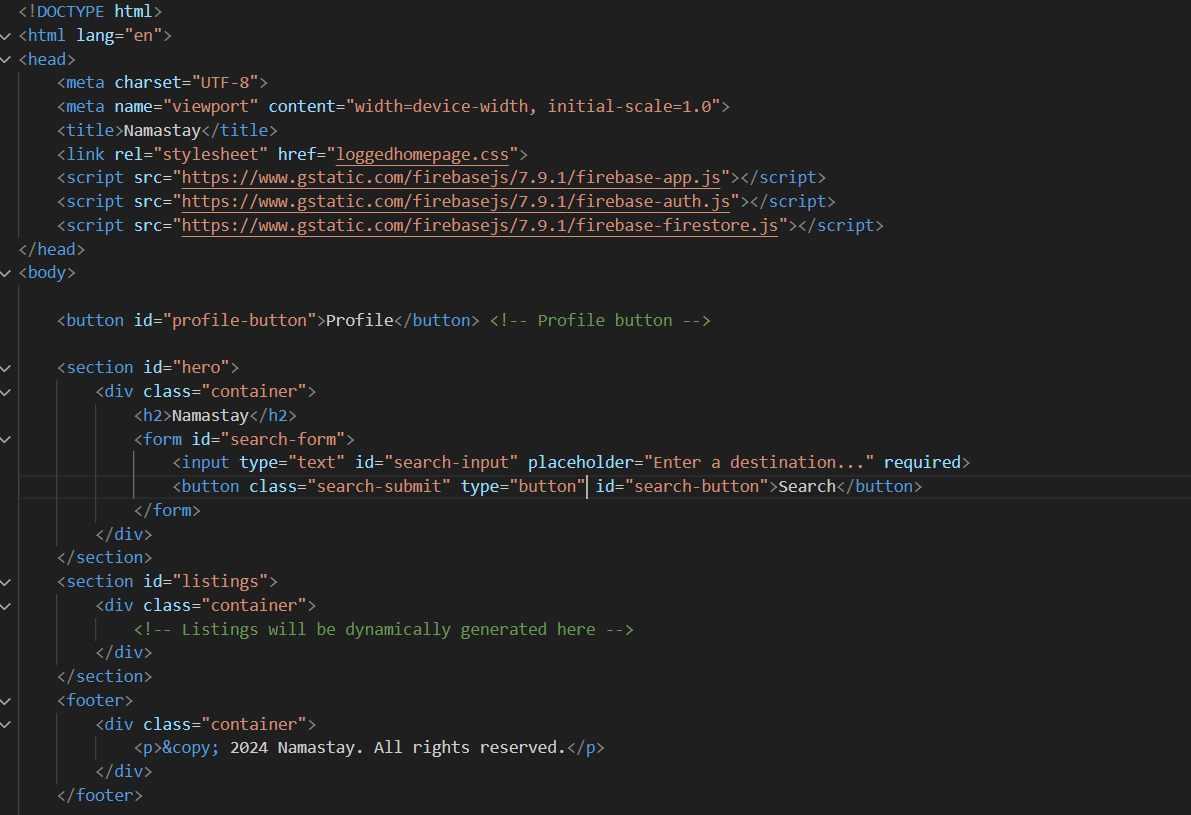 <!DOCTYPE html>
<html lang="en">
<head>
    <meta charset="UTF-8">
    <meta name="viewport" content="width=device-width, initial-scale=1.0">
    <title>Namastay</title>
    <link rel="stylesheet" href="loggedhomepage.css">
    <script src="https://www.gstatic.com/firebasejs/7.9.1/firebase-app.js"></script>
    <script src="https://www.gstatic.com/firebasejs/7.9.1/firebase-auth.js"></script>
    <script src="https://www.gstatic.com/firebasejs/7.9.1/firebase-firestore.js"></script>
</head>
<body>
    <button id="profile-button">Profile</button> <!-- Profile button -->
    <section id="hero">
        <div class="container">
            <h2>Namastay</h2>
            <form id="search-form">
                <input type="text" id="search-input" placeholder="Enter a destination..." required>
                <button class="search-submit" type="button" id="search-button">Search</button>
            </form>
        </div>
    </section>
    <section id="listings">
        <div class="container">
            <!-- Listings will be dynamically generated here -->
        </div>
    </section>
    <footer>
        <div class="container">
            <p>&copy; 2024 Namastay. All rights reserved.</p>
        </div>
    </footer>